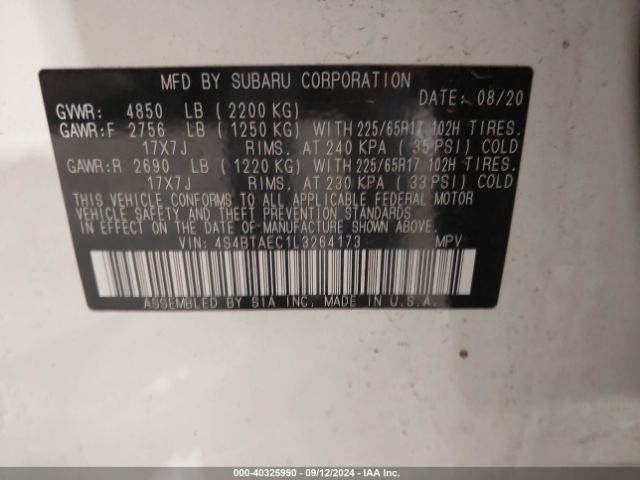 MFD BY SUBARU CORPORATION
DATE: 08/20
GVWR: 4850 LB (2200 KG)
GAWR:F 2756 LB (1250 KG) WITH 225/65R17 102H TIRES.
17X7J RIMS. AT 240 KPA (35 PSI) COLD
GAWR:R 2690 LB (1220 KG) WITH 225/65R17 102H TIRES.
17X7J RIMS. AT 230 KPA (33 PSI) COLD
THIS VEHICLE CONFORMS TO ALL APPLICABLE FEDERAL MOTOR
VEHICLE SAFETY AND THEFT PREVENTION STANDARDS IN EFFECT
ON THE DATE OF MANUFACTURE SHOWN ABOVE.
VIN: 4S4BTAEC1L3264173 MPV
ASSEMBLED BY SIA INC. MADE IN U.S.A.
000-40325990 - 09/12/2024 - IAA Inc.